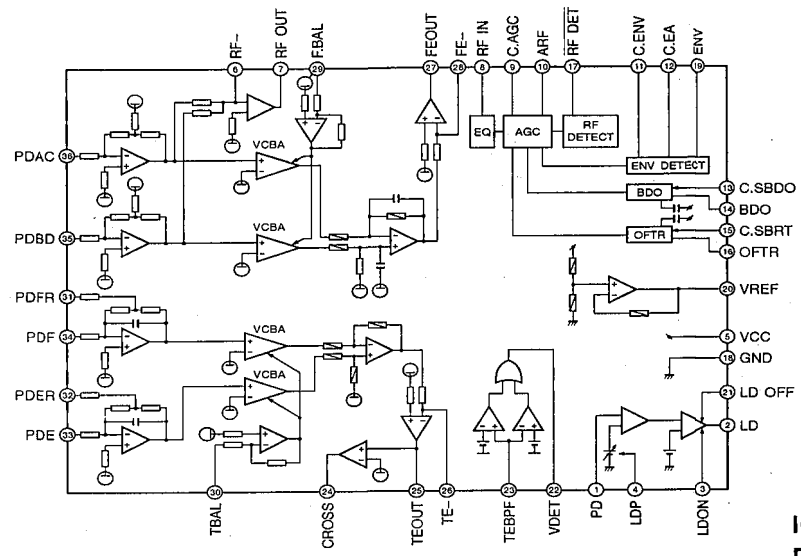 RF-
RF OUT
F.BAL
FEOUT
FE-
RF IN
C.AGC
ARF
RF DET
C.ENV
C.EA
ENV
6
7
29
27
28
8
9
10
17
11
12
19
PDAC 36
VCBA
EQ
AGC
RF DETECT
ENV DETECT
BDO
13 C.SBDO
14 BDO
PDBD 35
VCBA
OFTR
15 C.SBRT
16 OFTR
PDFR 31
20 VREF
PDF 34
VCBA
5 VCC
18 GND
PDER 32
VCBA
21 LD OFF
2 LD
PDE 33
30
24
25
26
23
22
1
4
3
TBAL
CROSS
TEOUT
TE-
TEBPF
VDET
PD
LDP
LDON